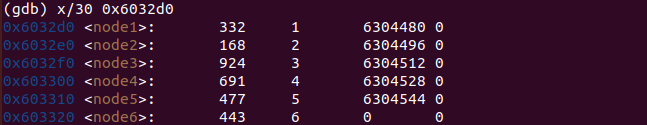 (gdb) x/30 0x6032d0
0x6032d0 <node1>: 332 1 6304480 0
0x6032e0 <node2>: 168 2 6304496 0
0x6032f0 <node3>: 924 3 6304512 0
0x603300 <node4>: 691 4 6304528 0
0x603310 <node5>: 477 5 6304544 0
0x603320 <node6>: 443 6 0 0